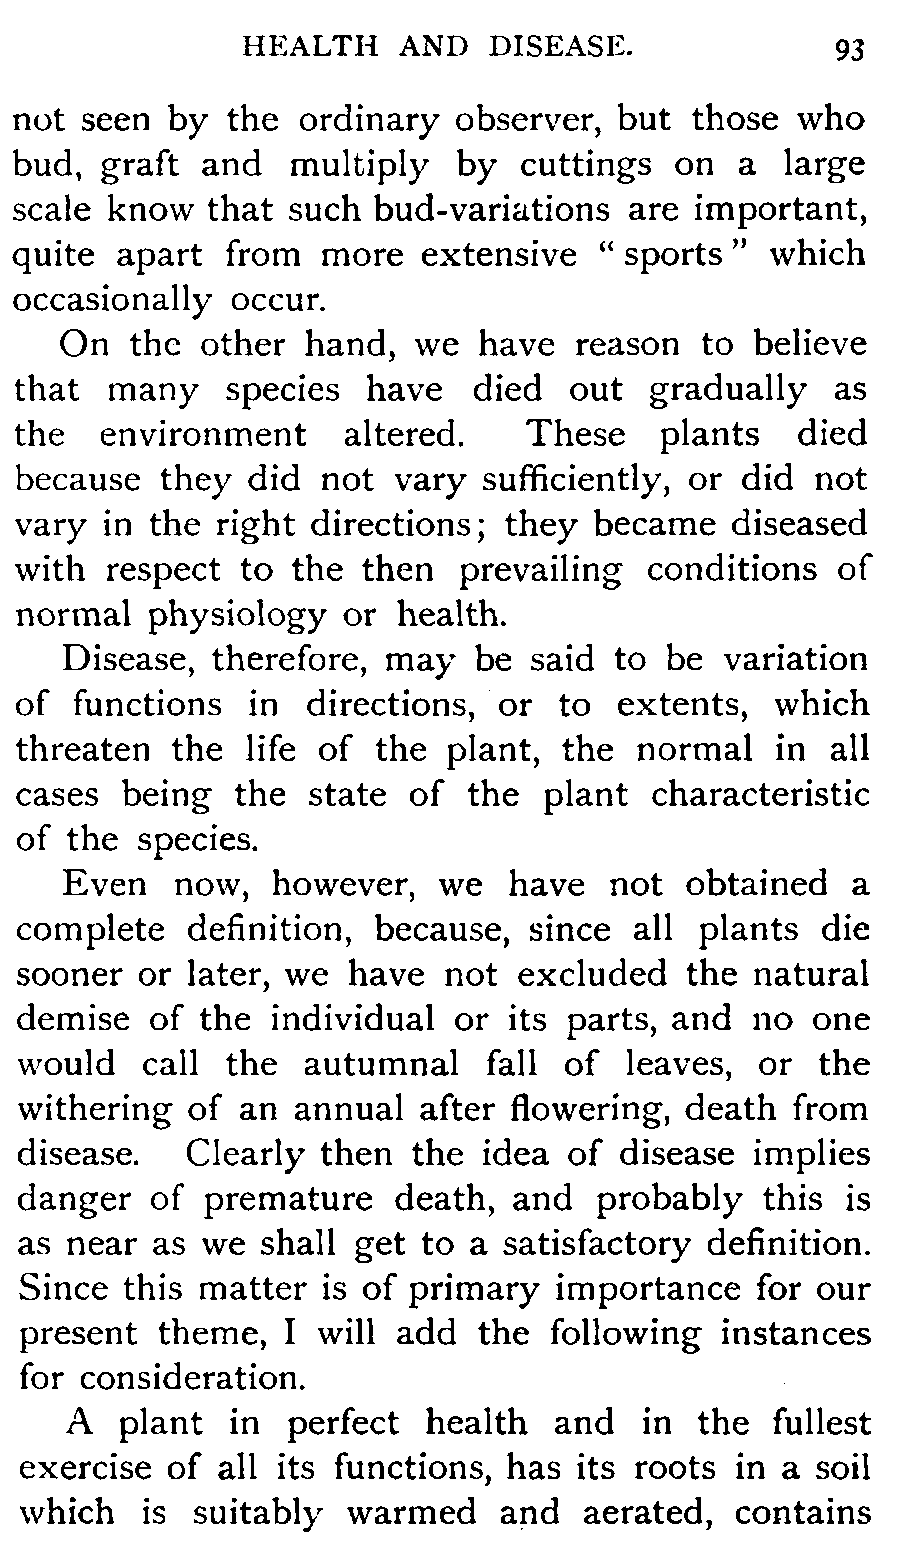 HEALTH AND DISEASE. 93
not seen by the ordinary observer, but those who
bud, graft and multiply by cuttings on a large
scale know that such bud-variations are important,
quite apart from more extensive “ sports ” which
occasionally occur.
On the other hand, we have reason to believe
that many species have died out gradually as
the environment altered. These plants died
because they did not vary sufficiently, or did not
vary in the right directions; they became diseased
with respect to the then prevailing conditions of
normal physiology or health.
Disease, therefore, may be said to be variation
of functions in directions, or to extents, which
threaten the life of the plant, the normal in all
cases being the state of the plant characteristic
of the species.
Even now, however, we have not obtained a
complete definition, because, since all plants die
sooner or later, we have not excluded the natural
demise of the individual or its parts, and no one
would call the autumnal fall of leaves, or the
withering of an annual after flowering, death from
disease. Clearly then the idea of disease implies
danger of premature death, and probably this is
as near as we shall get to a satisfactory definition.
Since this matter is of primary importance for our
present theme, I will add the following instances
for consideration.
A plant in perfect health and in the fullest
exercise of all its functions, has its roots in a soil
which is suitably warmed and aerated, contains